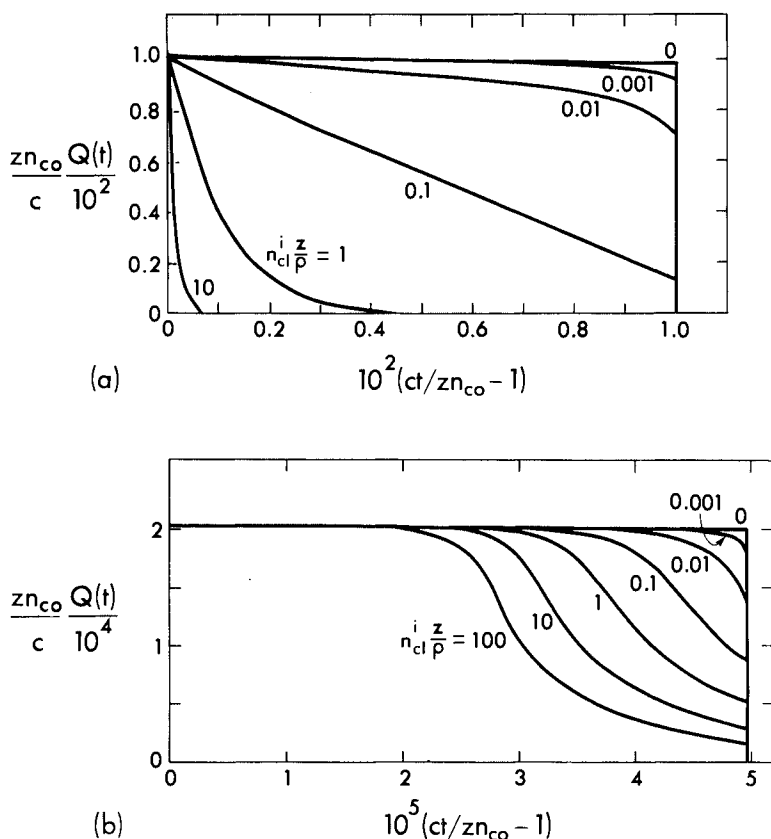 1.0
0.8
0.6
0.4
0.2
0
zn_co/c Q(t)/10^2
0
0.001
0.01
0.1
n^i_cl z/ρ = 1
10
0 0.2 0.4 0.6 0.8 1.0
(a) 10^2(ct/zn_co – 1)
2
1
0
zn_co/c Q(t)/10^4
0
0.001
0.01
0.1
1
10
n^i_cl z/ρ = 100
0 1 2 3 4 5
(b) 10^5(ct/zn_co – 1)